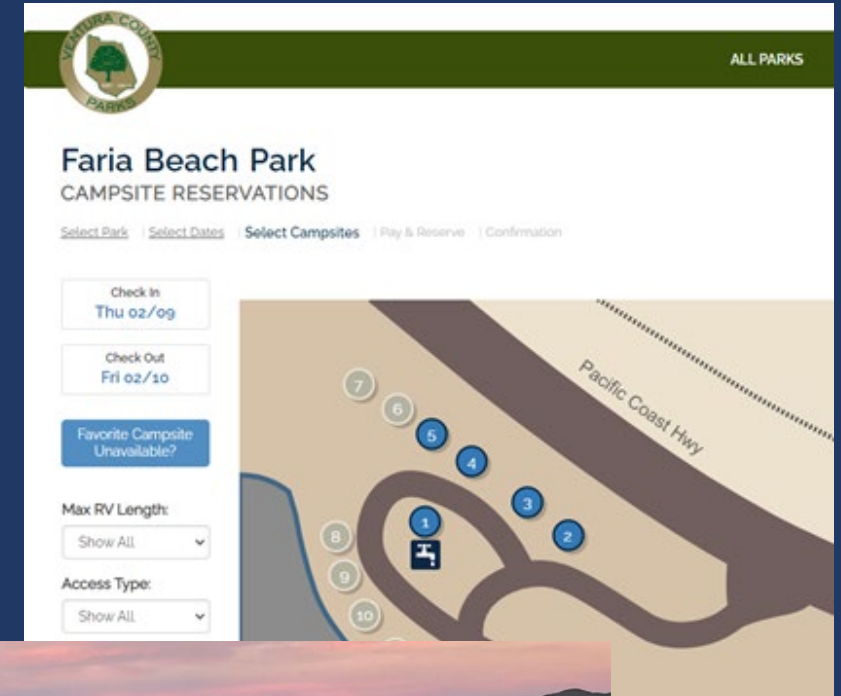 VENTURA COUNTY
PARKS
ALL PARKS
Faria Beach Park
CAMPSITE RESERVATIONS
Select Park | Select Dates | Select Campsites | Pay & Reserve | Confirmation
Check In
Thu 02/09
Check Out
Fri 02/10
Favorite Campsite
Unavailable?
Max RV Length:
Show All
Access Type:
Show All
Pacific Coast Hwy
7
6
5
4
3
2
1
8
9
10